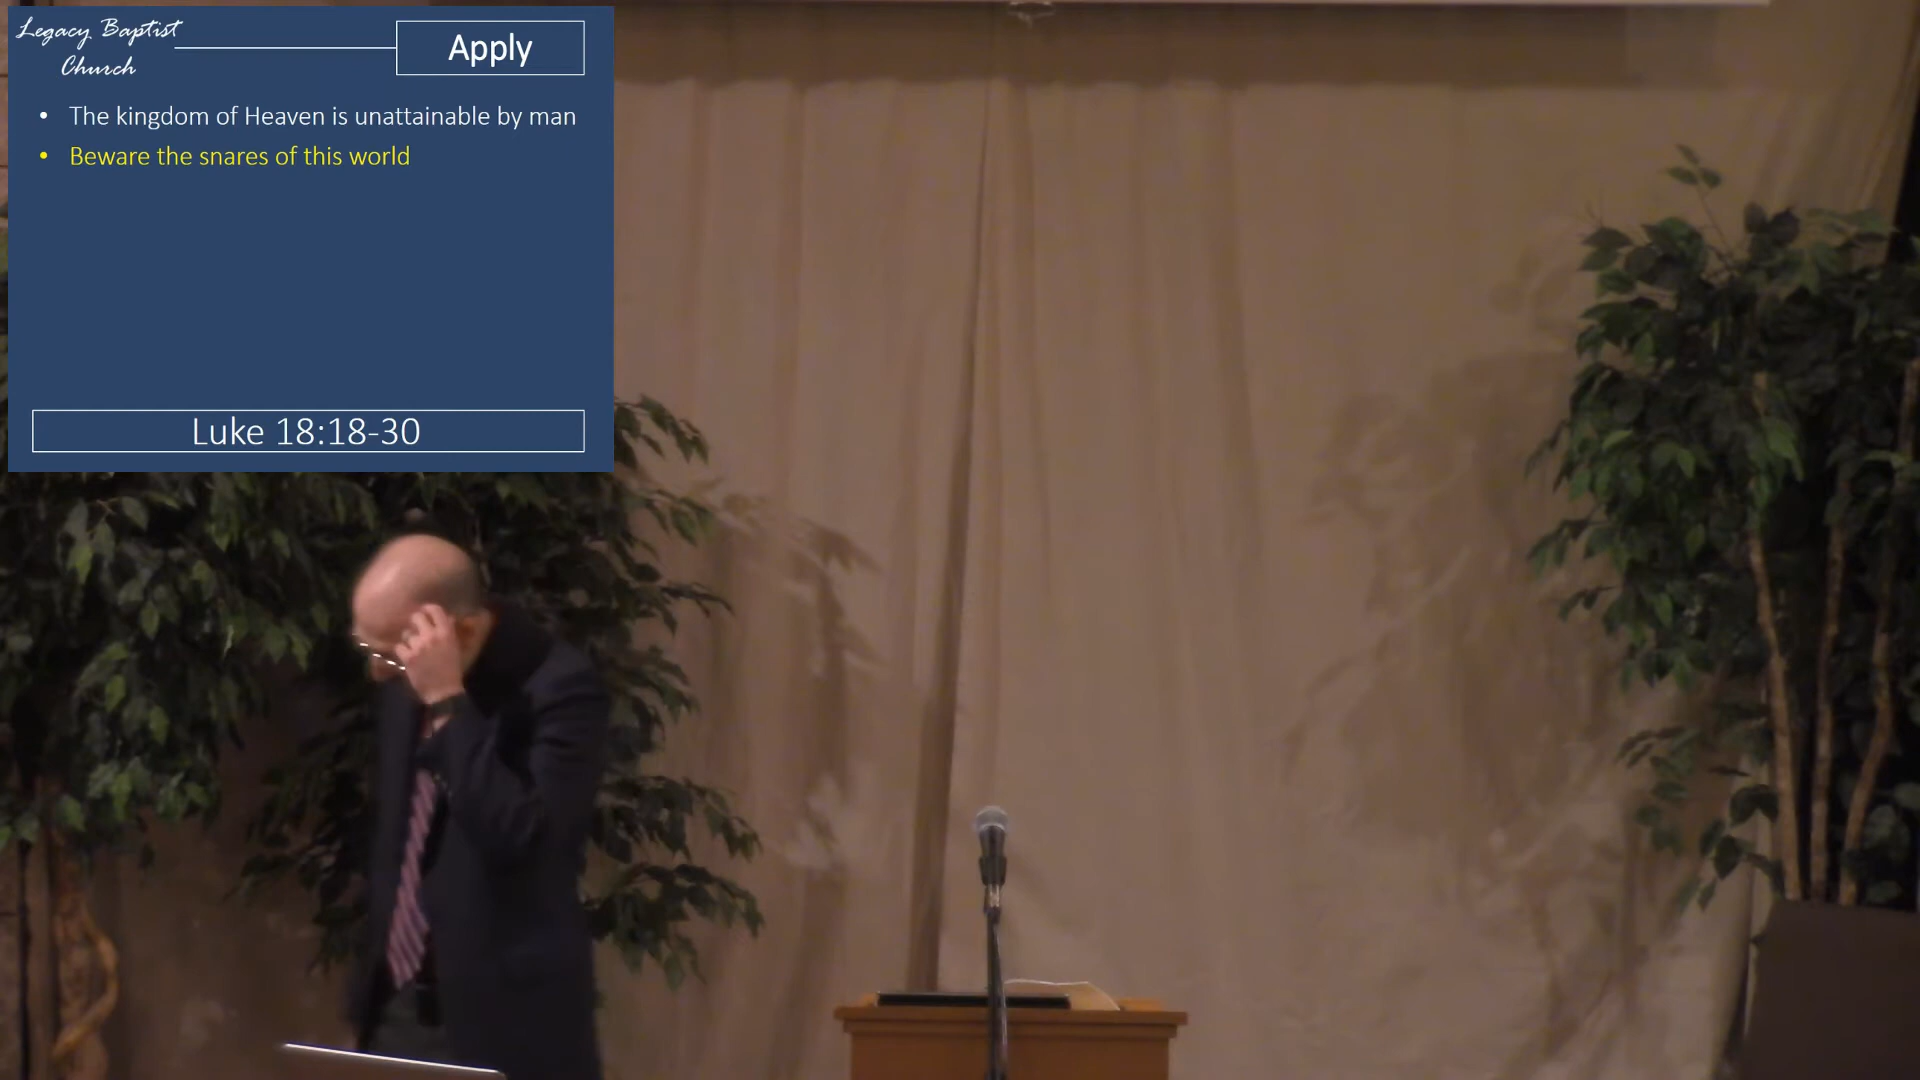 Legacy Baptist
Church
Apply
• The kingdom of Heaven is unattainable by man
• Beware the snares of this world
Luke 18:18-30